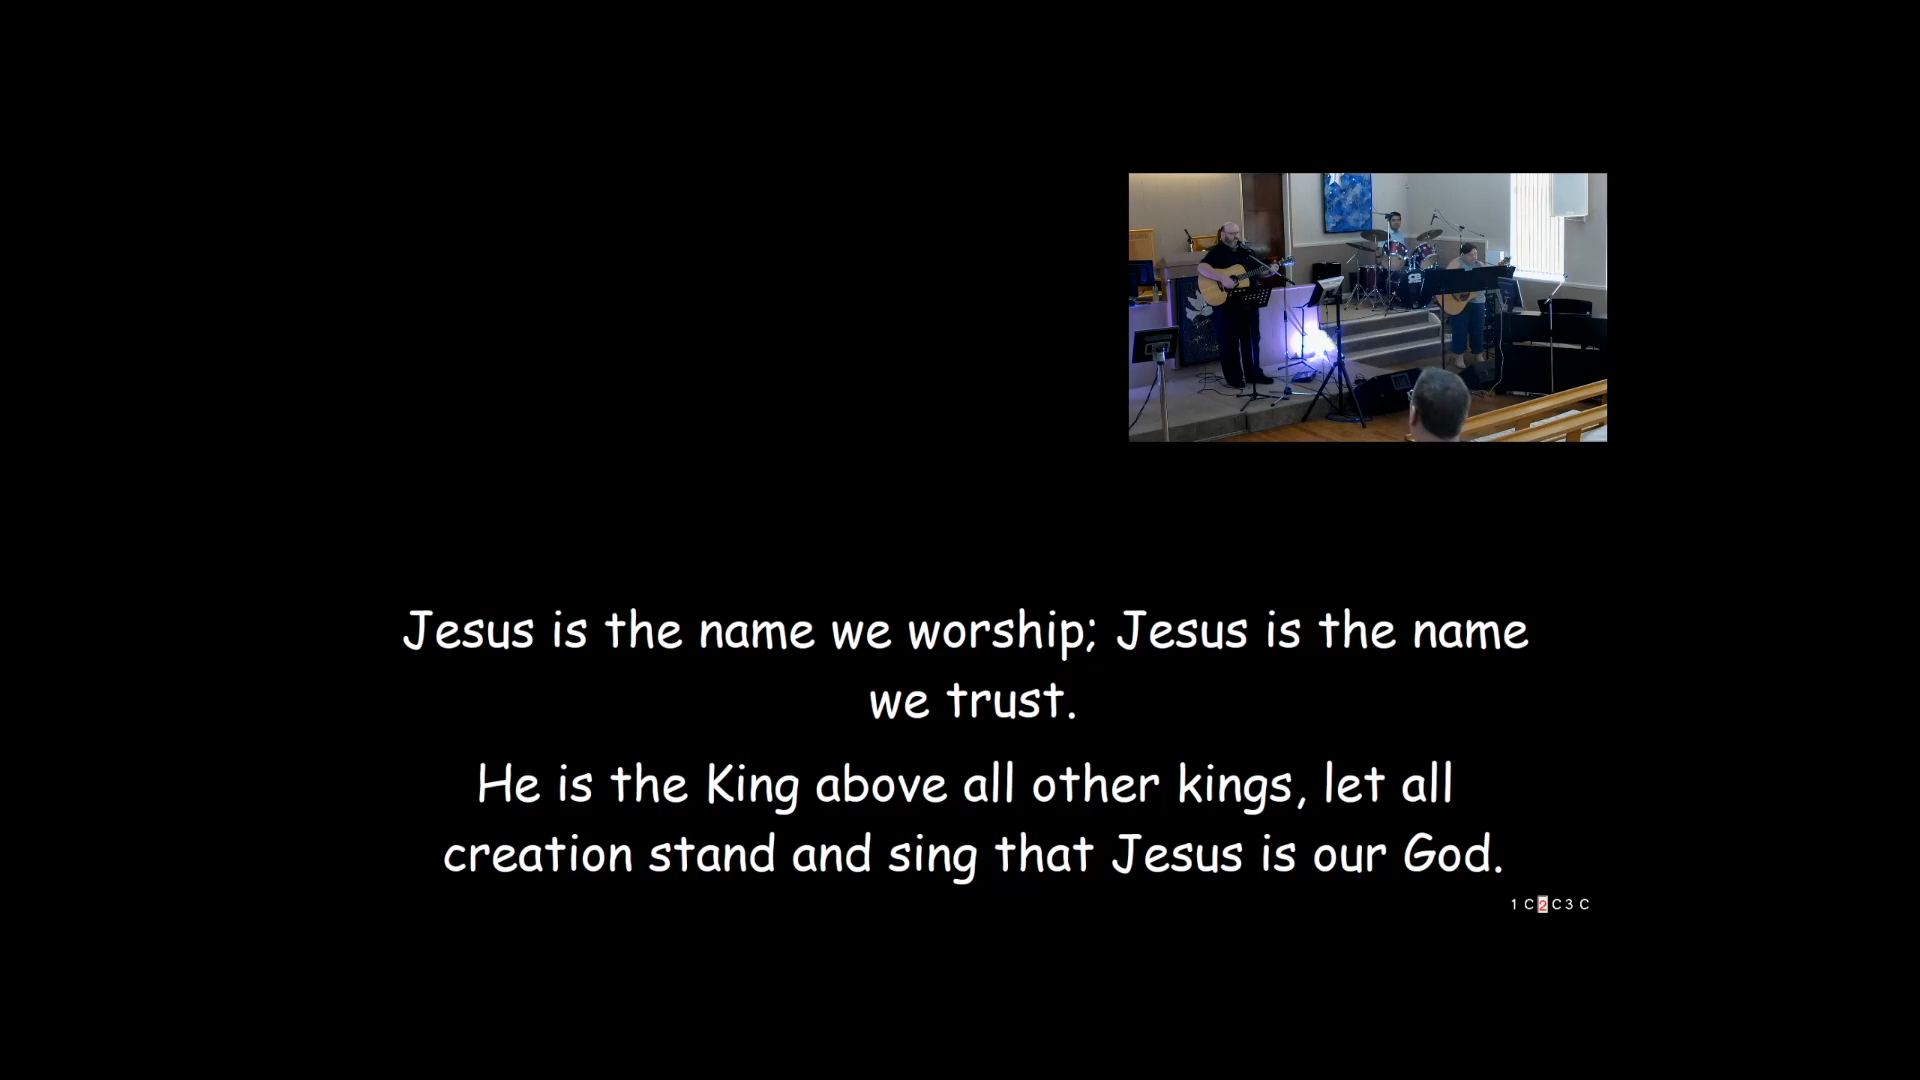 Jesus is the name we worship; Jesus is the name
we trust.
He is the King above all other kings, let all
creation stand and sing that Jesus is our God.
1 C 2 C 3 C